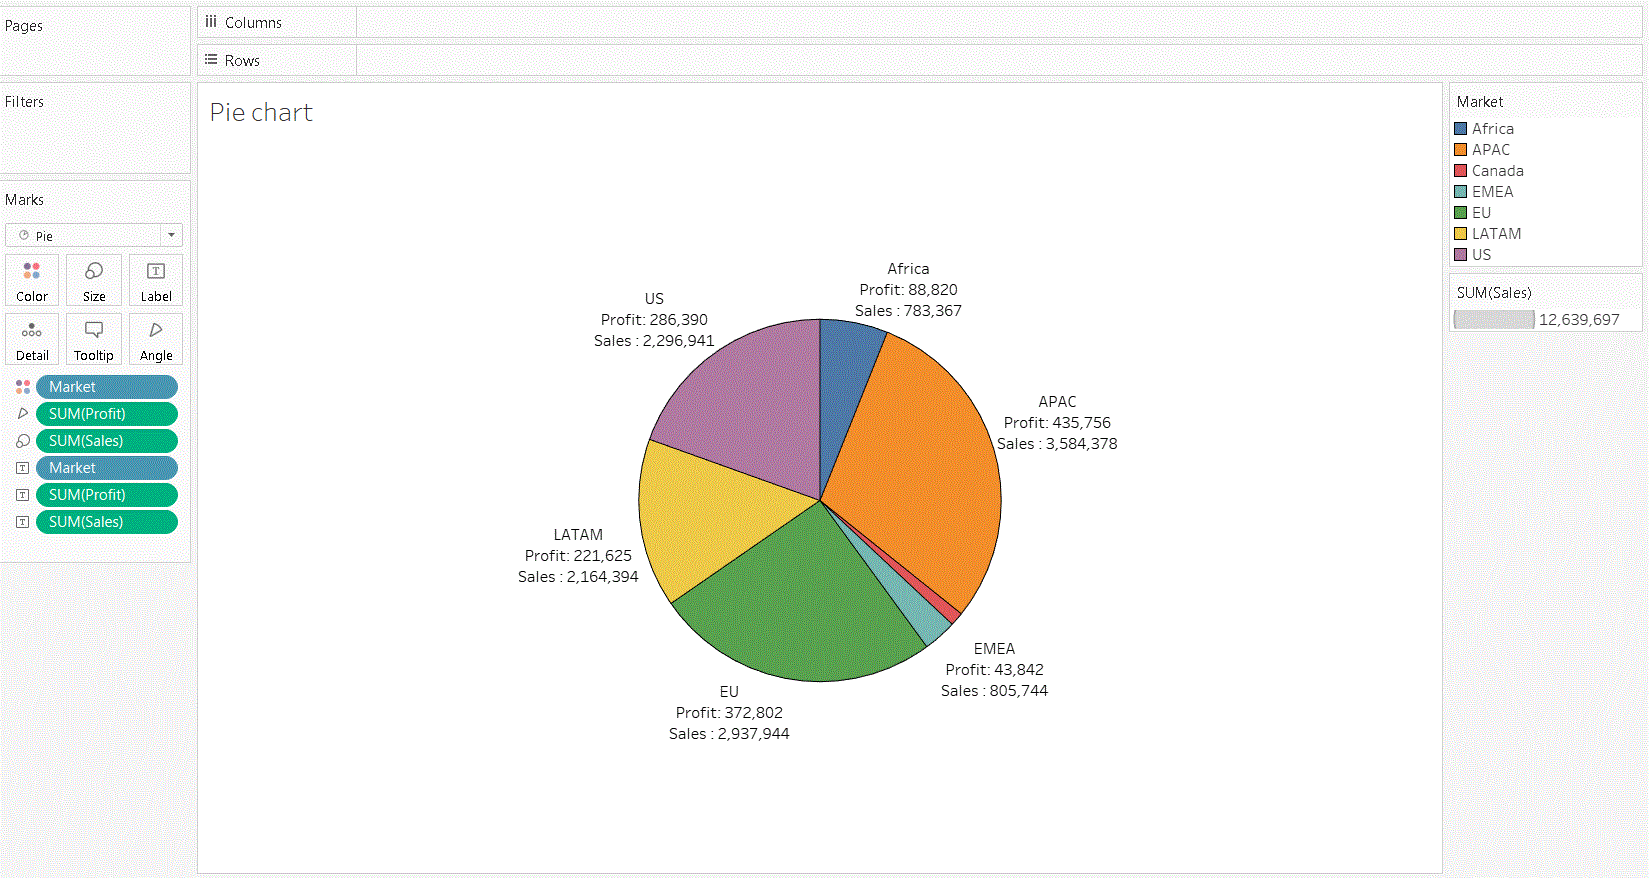 Pages
Columns
Rows
Filters
Marks
Pie
Color
Size
Label
Detail
Tooltip
Angle
Market
SUM(Profit)
SUM(Sales)
Market
SUM(Profit)
SUM(Sales)
Pie chart
Africa
Profit: 88,820
Sales : 783,367
US
Profit: 286,390
Sales : 2,296,941
APAC
Profit: 435,756
Sales : 3,584,378
LATAM
Profit: 221,625
Sales : 2,164,394
EMEA
Profit: 43,842
Sales : 805,744
EU
Profit: 372,802
Sales : 2,937,944
Market
Africa
APAC
Canada
EMEA
EU
LATAM
US
SUM(Sales)
12,639,697